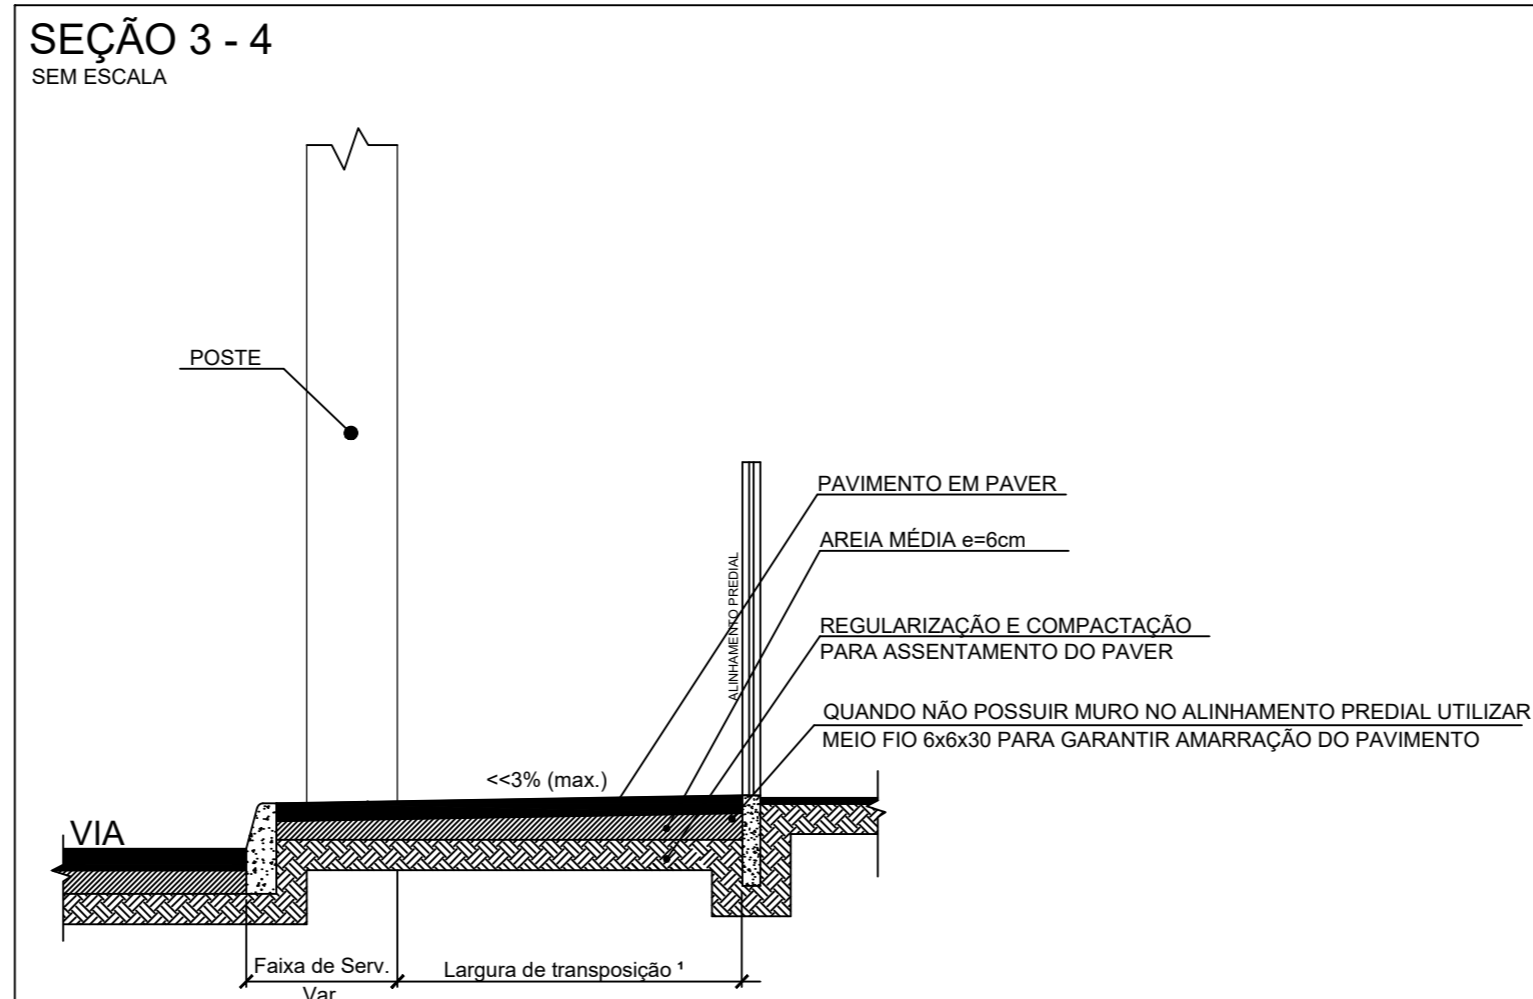 SEÇÃO 3 - 4
SEM ESCALA
POSTE
PAVIMENTO EM PAVER
AREIA MÉDIA e=6cm
ALINHAMENTO PREDIAL
REGULARIZAÇÃO E COMPACTAÇÃO
PARA ASSENTAMENTO DO PAVER
QUANDO NÃO POSSUIR MURO NO ALINHAMENTO PREDIAL UTILIZAR
MEIO FIO 6x6x30 PARA GARANTIR AMARRAÇÃO DO PAVIMENTO
<<3% (max.)
VIA
Faixa de Serv.
Largura de transposição ¹
Var